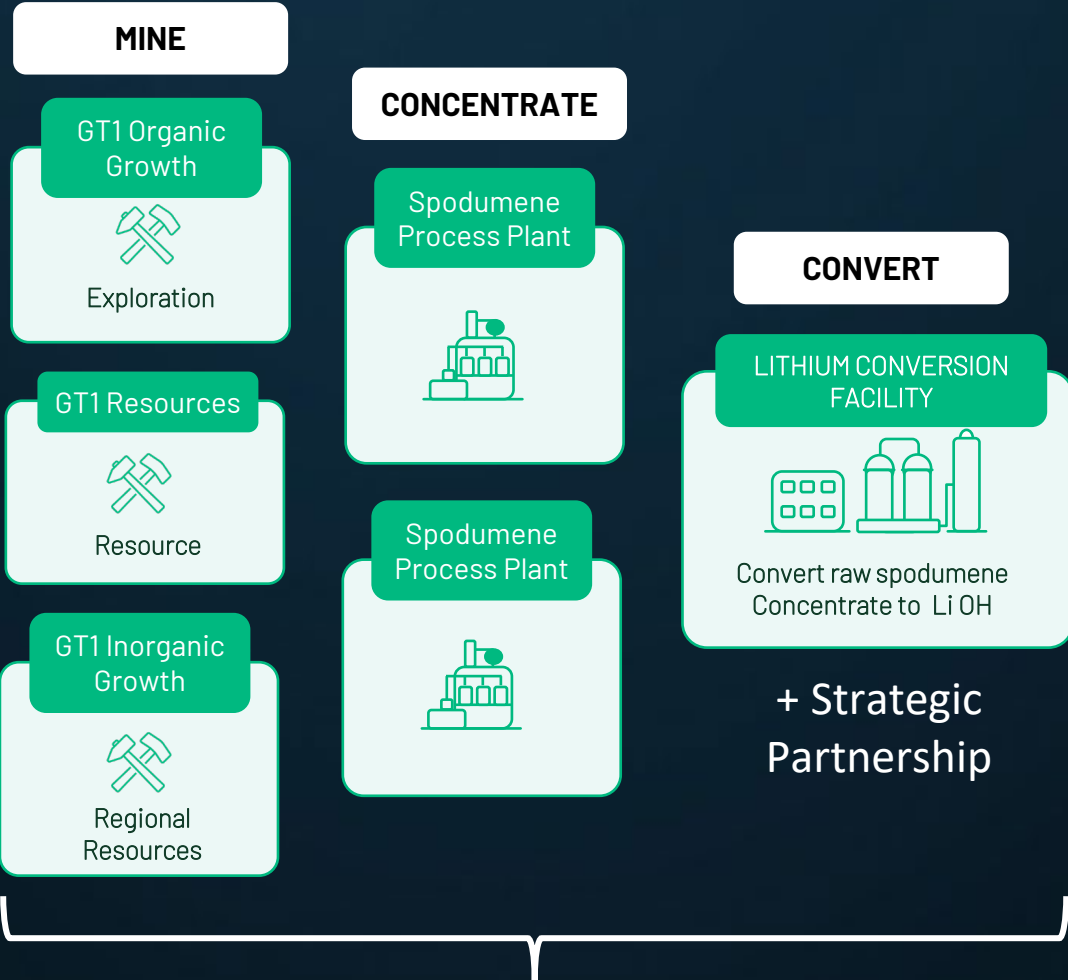 MINE
GT1 Organic
Growth
Exploration
GT1 Resources
Resource
GT1 Inorganic
Growth
Regional
Resources
CONCENTRATE
Spodumene
Process Plant
Spodumene
Process Plant
CONVERT
LITHIUM CONVERSION
FACILITY
Convert raw spodumene
Concentrate to Li OH
+ Strategic
Partnership